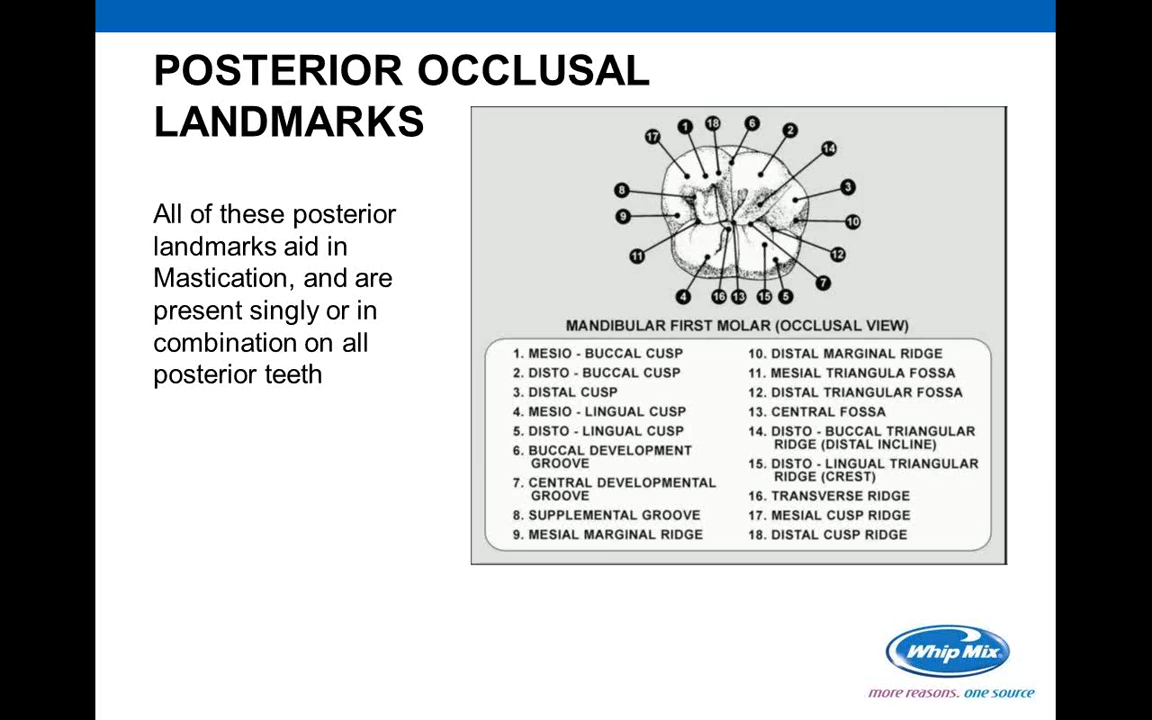 POSTERIOR OCCLUSAL
LANDMARKS
All of these posterior
landmarks aid in
Mastication, and are
present singly or in
combination on all
posterior teeth
17 1 18 6 2 14
8 3
9 10
11 12
7
4 16 13 15 5
MANDIBULAR FIRST MOLAR (OCCLUSAL VIEW)
1. MESIO - BUCCAL CUSP
2. DISTO - BUCCAL CUSP
3. DISTAL CUSP
4. MESIO - LINGUAL CUSP
5. DISTO - LINGUAL CUSP
6. BUCCAL DEVELOPMENT
GROOVE
7. CENTRAL DEVELOPMENTAL
GROOVE
8. SUPPLEMENTAL GROOVE
9. MESIAL MARGINAL RIDGE
10. DISTAL MARGINAL RIDGE
11. MESIAL TRIANGULA FOSSA
12. DISTAL TRIANGULAR FOSSA
13. CENTRAL FOSSA
14. DISTO - BUCCAL TRIANGULAR
RIDGE (DISTAL INCLINE)
15. DISTO - LINGUAL TRIANGULAR
RIDGE (CREST)
16. TRANSVERSE RIDGE
17. MESIAL CUSP RIDGE
18. DISTAL CUSP RIDGE
Whip Mix
more reasons. one source